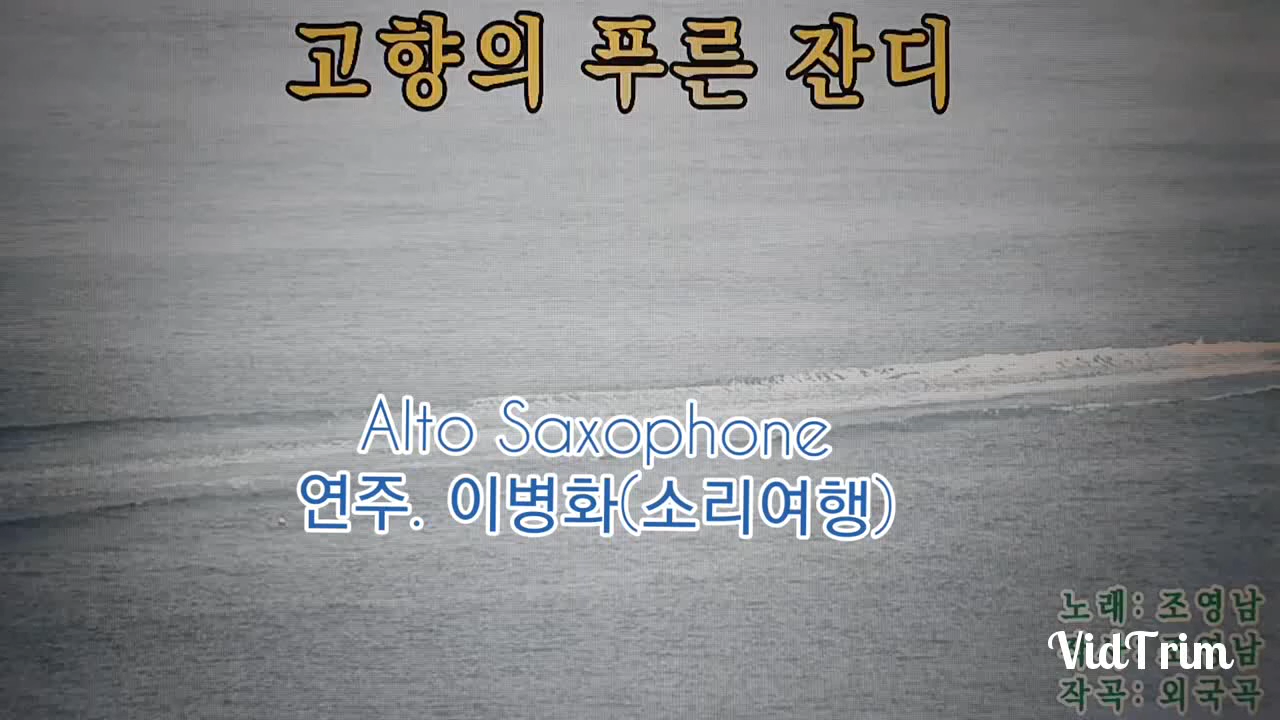 고향의 푸른 잔디
Alto Saxophone
연주. 이병화(소리여행)
노래: 조영남
VidTrim
작곡: 외국곡